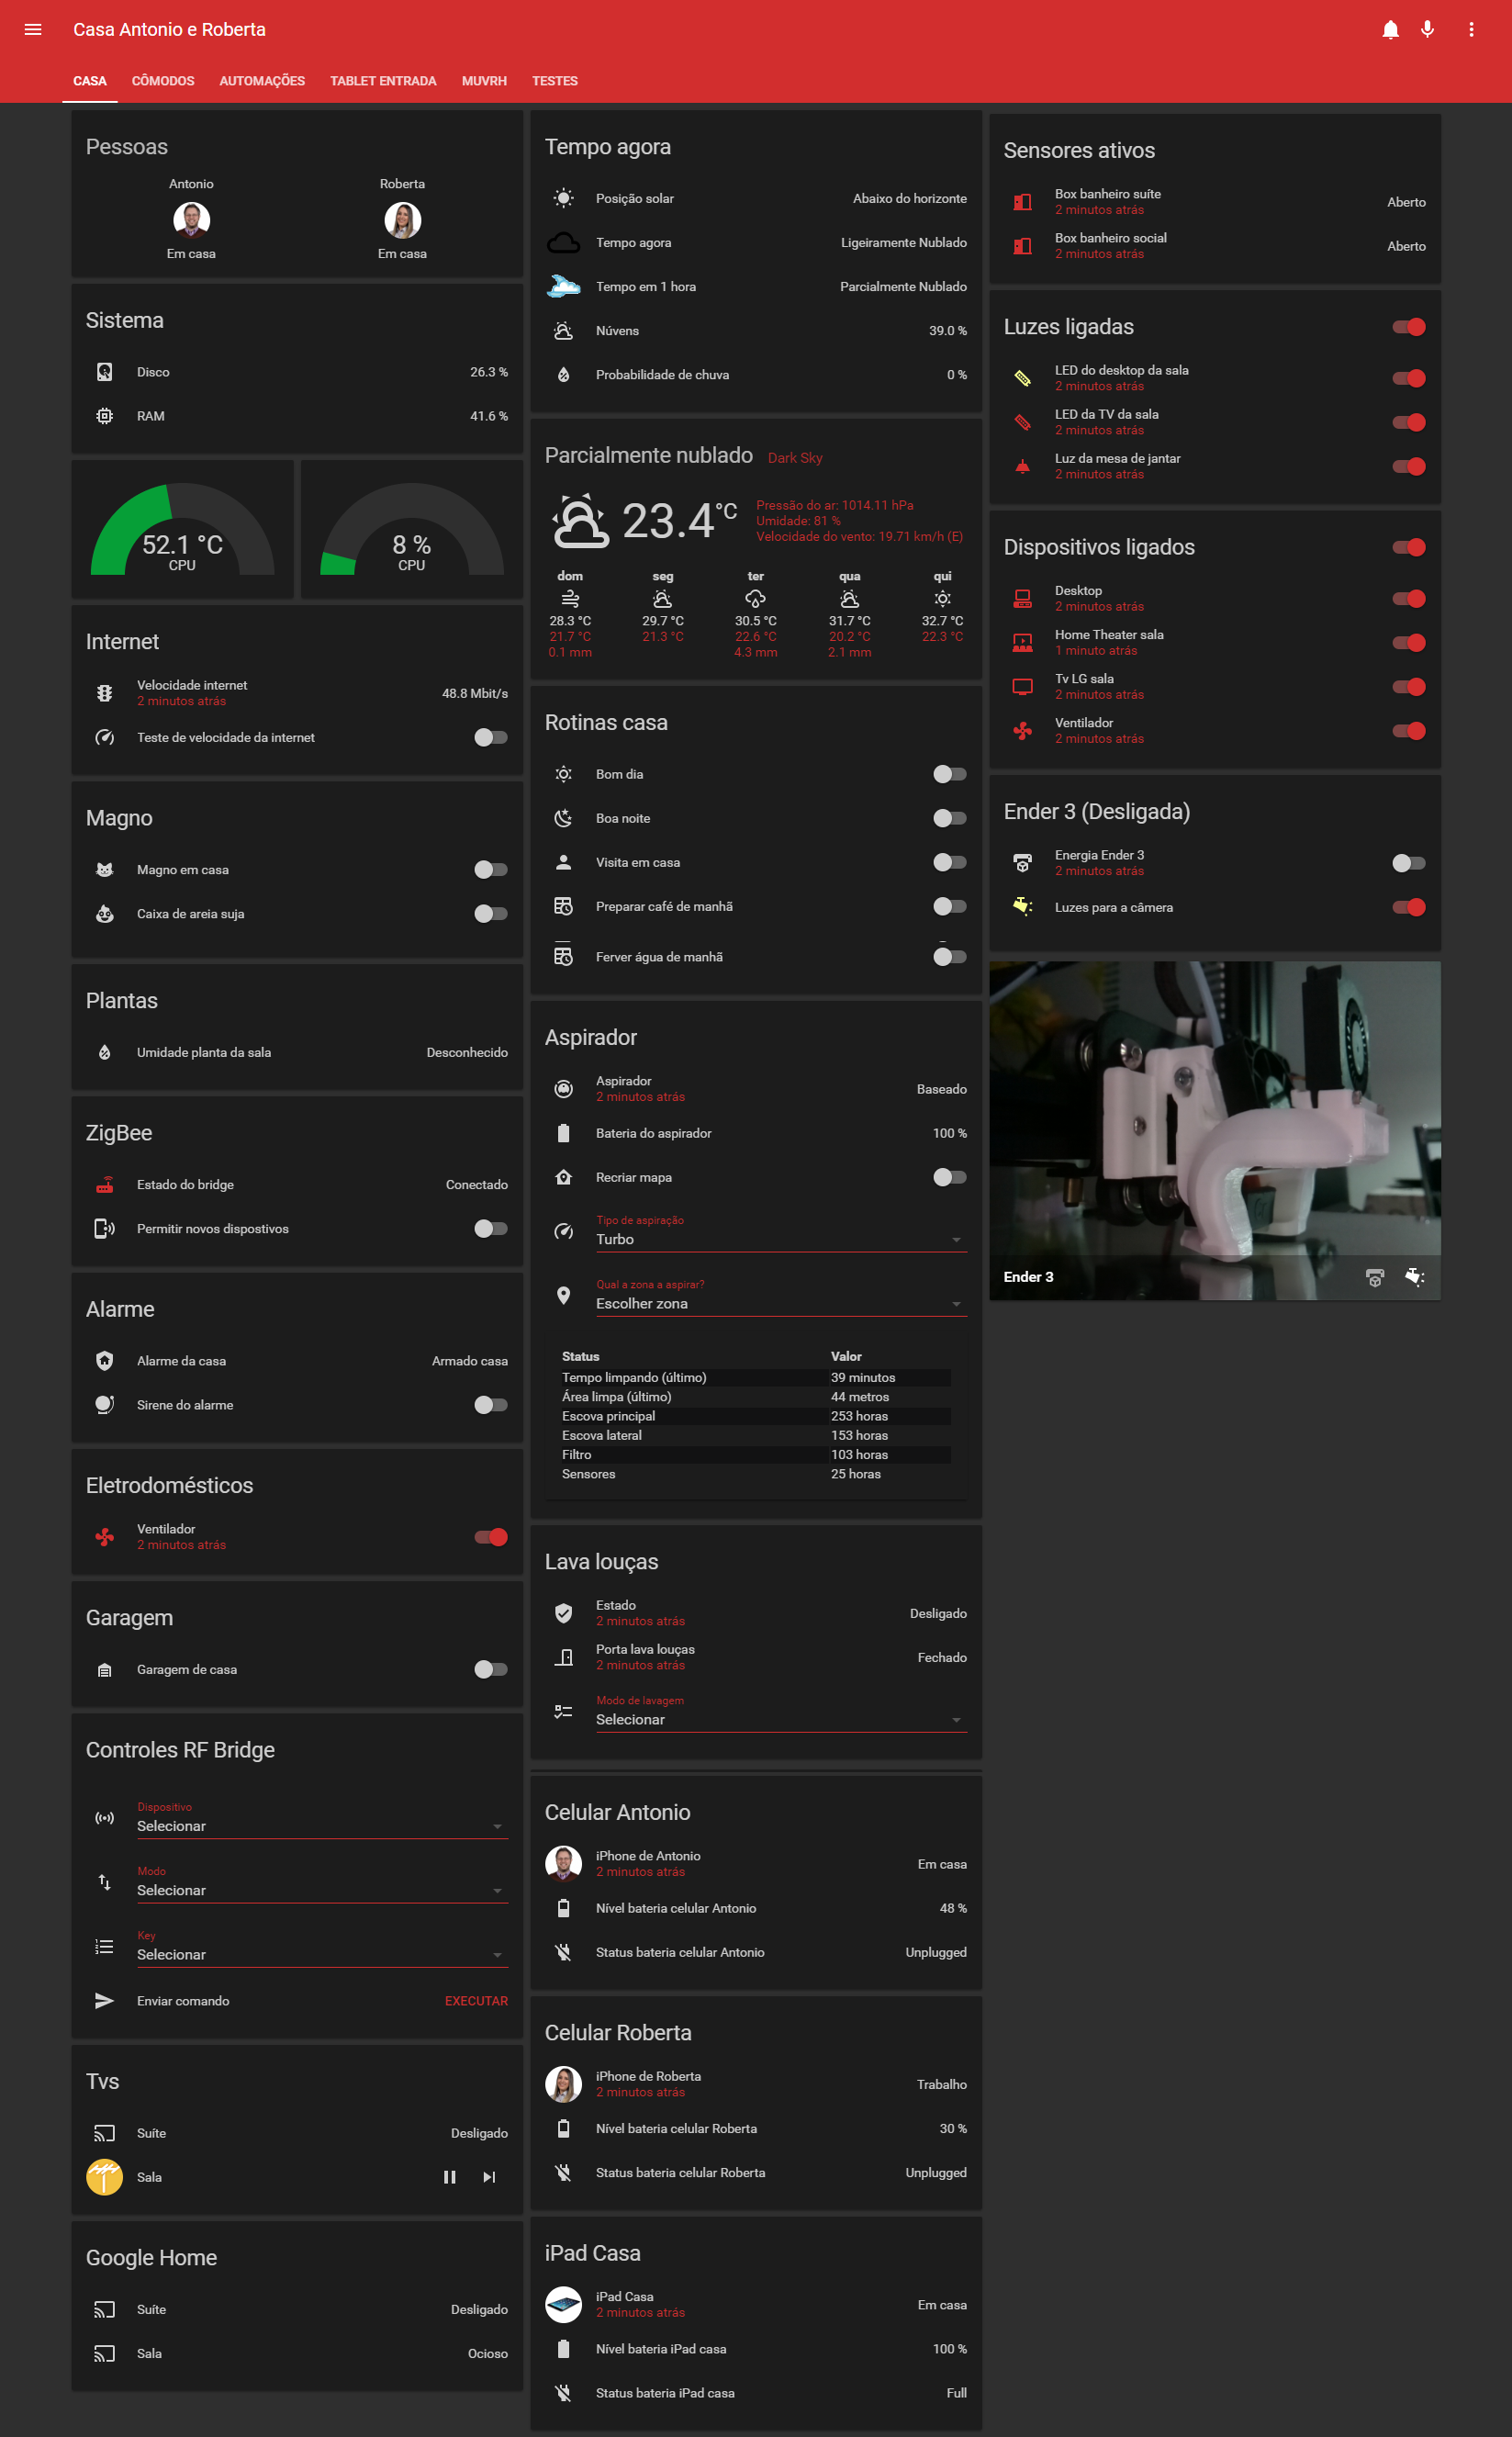 Casa Antonio e Roberta
CASA CÔMODOS AUTOMAÇÕES TABLET ENTRADA MUVRH TESTES
Pessoas
Antonio Roberta
Em casa Em casa
Sistema
Disco 26.3 %
RAM 41.6 %
52.1 °C 8 %
CPU CPU
Internet
Velocidade internet 48.8 Mbit/s
2 minutos atrás
Teste de velocidade da internet
Magno
Magno em casa
Caixa de areia suja
Plantas
Umidade planta da sala Desconhecido
ZigBee
Estado do bridge Conectado
Permitir novos dispostivos
Alarme
Alarme da casa Armado casa
Sirene do alarme
Eletrodomésticos
Ventilador
2 minutos atrás
Garagem
Garagem de casa
Controles RF Bridge
Dispositivo
Selecionar
Modo
Selecionar
Key
Selecionar
Enviar comando EXECUTAR
Tvs
Suíte Desligado
Sala
Google Home
Suíte Desligado
Sala Ocioso
Tempo agora
Posição solar Abaixo do horizonte
Tempo agora Ligeiramente Nublado
Tempo em 1 hora Parcialmente Nublado
Núvens 39.0 %
Probabilidade de chuva 0 %
Parcialmente nublado Dark Sky
23.4 °C
Pressão do ar: 1014.11 hPa
Umidade: 81 %
Velocidade do vento: 19.71 km/h (E)
dom seg ter qua qui
28.3 °C 29.7 °C 30.5 °C 31.7 °C 32.7 °C
21.7 °C 21.3 °C 22.6 °C 20.2 °C 22.3 °C
0.1 mm 4.3 mm 2.1 mm
Rotinas casa
Bom dia
Boa noite
Visita em casa
Preparar café de manhã
Ferver água de manhã
Aspirador
Aspirador Baseado
2 minutos atrás
Bateria do aspirador 100 %
Recriar mapa
Tipo de aspiração
Turbo
Qual a zona a aspirar?
Escolher zona
Status Valor
Tempo limpando (último) 39 minutos
Área limpa (último) 44 metros
Escova principal 253 horas
Escova lateral 153 horas
Filtro 103 horas
Sensores 25 horas
Lava louças
Estado Desligado
2 minutos atrás
Porta lava louças Fechado
2 minutos atrás
Modo de lavagem
Selecionar
Celular Antonio
iPhone de Antonio Em casa
2 minutos atrás
Nível bateria celular Antonio 48 %
Status bateria celular Antonio Unplugged
Celular Roberta
iPhone de Roberta Trabalho
2 minutos atrás
Nível bateria celular Roberta 30 %
Status bateria celular Roberta Unplugged
iPad Casa
iPad Casa Em casa
2 minutos atrás
Nível bateria iPad casa 100 %
Status bateria iPad casa Full
Sensores ativos
Box banheiro suíte Aberto
2 minutos atrás
Box banheiro social Aberto
2 minutos atrás
Luzes ligadas
LED do desktop da sala
2 minutos atrás
LED da TV da sala
2 minutos atrás
Luz da mesa de jantar
2 minutos atrás
Dispositivos ligados
Desktop
2 minutos atrás
Home Theater sala
1 minuto atrás
Tv LG sala
2 minutos atrás
Ventilador
2 minutos atrás
Ender 3 (Desligada)
Energia Ender 3
2 minutos atrás
Luzes para a câmera
Ender 3